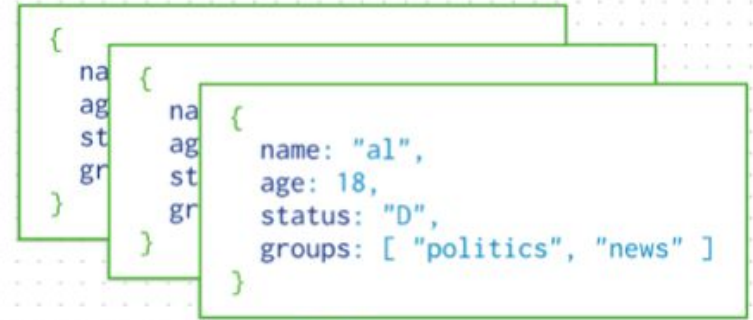 {
na
ag
st
gr
}
{
na
ag
st
gr
}
{
name: "al",
age: 18,
status: "D",
groups: [ "politics", "news" ]
}